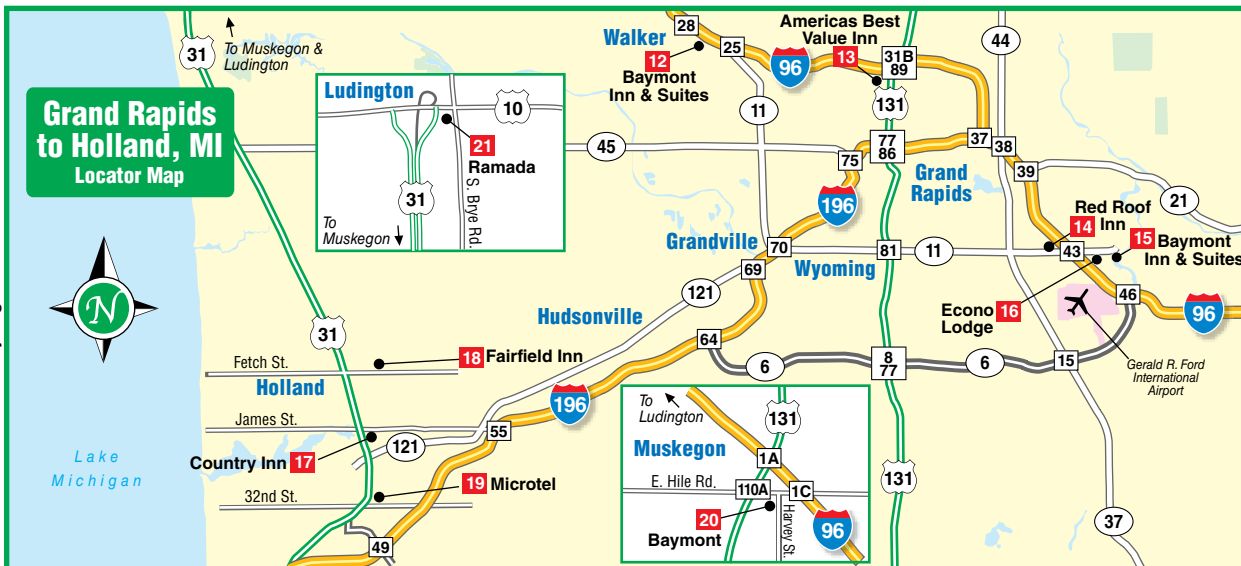 Grand Rapids
to Holland, MI
Locator Map
31
To Muskegon &
Ludington
Ludington
10
21
Ramada
31
S. Brye Rd.
To
Muskegon
45
Walker
28
25
12
Baymont
Inn & Suites
96
Americas Best
Value Inn
13
31B
89
131
44
11
77
86
75
37
38
39
Grand
Rapids
196
21
Red Roof
Inn
14
43
15
Baymont
Inn & Suites
Grandville
70
Wyoming
81
11
69
121
Econo
Lodge
16
46
96
Gerald R. Ford
International
Airport
Hudsonville
64
6
8
77
6
15
31
18
Fairfield Inn
Fetch St.
Holland
196
James St.
55
121
Country Inn
17
19
Microtel
32nd St.
49
Lake
Michigan
N
To
Ludington
131
Muskegon
1A
E. Hile Rd.
110A
1C
20
Baymont
Harvey St.
96
131
37